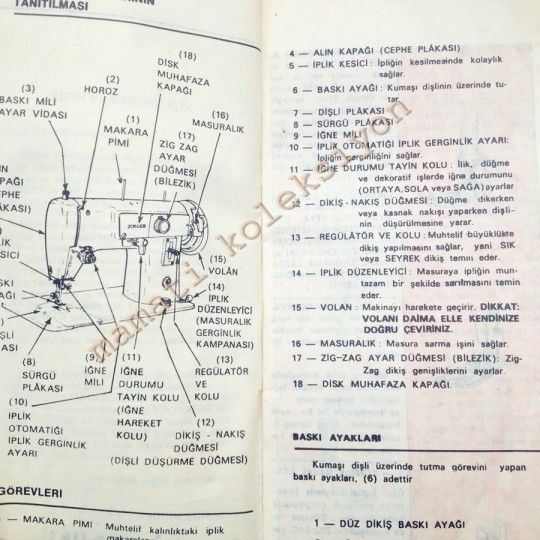 TANITILMASI
(18)
DİSK
MUHAFAZA
KAPAĞI
(3)
BASKI MİLİ
AYAR VİDASI
(2)
HOROZ
(1)
MAKARA
PİMİ
(17)
ZİG ZAG
AYAR
DÜĞMESİ
(BİLEZİK)
(16)
MASURALIK
KAPAĞI
SINGER
(15)
VOLAN
(14)
İPLİK
DÜZENLEYİCİ
(MASURALIK
GERGİNLİK
KAMPANASI)
(8)
SÜRGÜ
PLÂKASI
(9)
İĞNE
MİLİ
(11)
İĞNE
DURUMU
TAYİN KOLU
(İĞNE
HAREKET
KOLU)
(13)
REGÜLATÖR
VE
KOLU
(10)
İPLİK
OTOMATİĞİ
İPLİK GERGİNLİK
AYARI
(12)
DİKİŞ - NAKIŞ
DÜĞMESİ
(DİŞLİ DÜŞÜRME DÜĞMESİ)
GÖREVLERİ
— MAKARA PİMİ Muhtelif kalınlıktaki iplik
4 — ALIN KAPAĞI (CEPHE PLÂKASI)
5 — İPLİK KESİCİ: İpliğin kesilmesinde kolaylık
sağlar.
6 — BASKI AYAĞI: Kumaşı dişlinin üzerinde tu-
tar
7 — DİŞLİ PLÂKASI
8 — SÜRGÜ PLÂKASI
9 — İĞNE MİLİ
10 — İPLİK OTOMATİĞİ İPLİK GERGİNLİK AYARI:
İpliğin gerginliğini sağlar.
11 — İĞNE DURUMU TAYİN KOLU: İlik, düğme
ve dekoratif işlerde iğne durumunu
(ORTAYA, SOLA veya SAĞA) ayarlar
12 — DİKİŞ - NAKIŞ DÜĞMESİ: Düğme dikerken
veya kasnak nakışı yaparken dişli-
nin düşürülmesine yarar.
13 — REGÜLATÖR VE KOLU: Muhtelif büyüklükte
dikiş yapılmasını sağlar, yeni SIK
veya SEYREK dikiş temin eder.
14 — İPLİK DÜZENLEYİCİ: Masuraya ipliğin mun-
tazam bir şekilde sarılmasını temin
eder.
15 — VOLAN: Makinayı harekete geçirir. DİKKAT:
VOLANI DAİMA ELLE KENDİNİZE
DOĞRU ÇEVİRİNİZ.
16 — MASURALIK: Masura sarma işini sağlar.
17 — ZİG-ZAG AYAR DÜĞMESİ (BİLEZİK): Zig-
Zag dikiş genişliklerini ayarlar.
18 — DİSK MUHAFAZA KAPAĞI.
BASKI AYAKLARI
Kumaşı dişli üzerinde tutma görevini yapan
baskı ayakları, (6) adettir
1 — DÜZ DİKİŞ BASKI AYAĞI
mamati koleksiyon